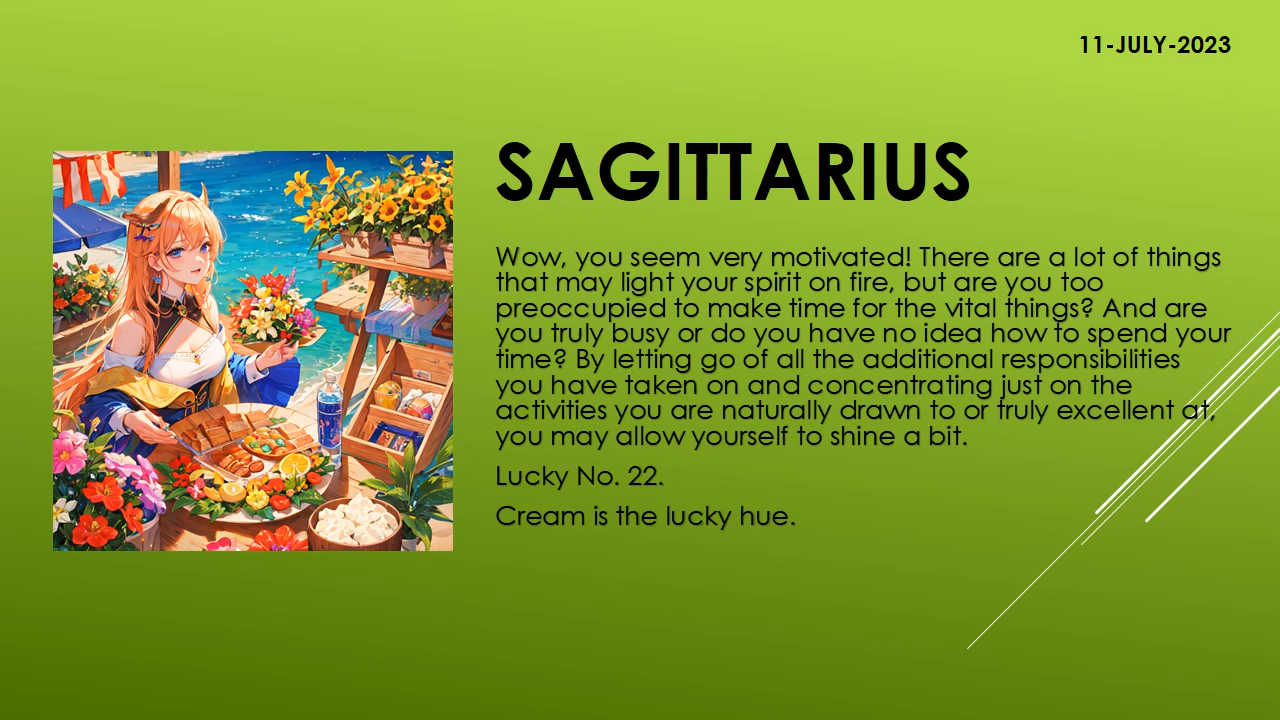 11-JULY-2023
SAGITTARIUS
Wow, you seem very motivated! There are a lot of things
that may light your spirit on fire, but are you too
preoccupied to make time for the vital things? And are
you truly busy or do you have no idea how to spend your
time? By letting go of all the additional responsibilities
you have taken on and concentrating just on the
activities you are naturally drawn to or truly excellent at,
you may allow yourself to shine a bit.
Lucky No. 22.
Cream is the lucky hue.